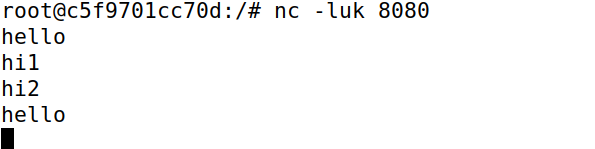 root@c5f9701cc70d:/# nc -luk 8080
hello
hi1
hi2
hello